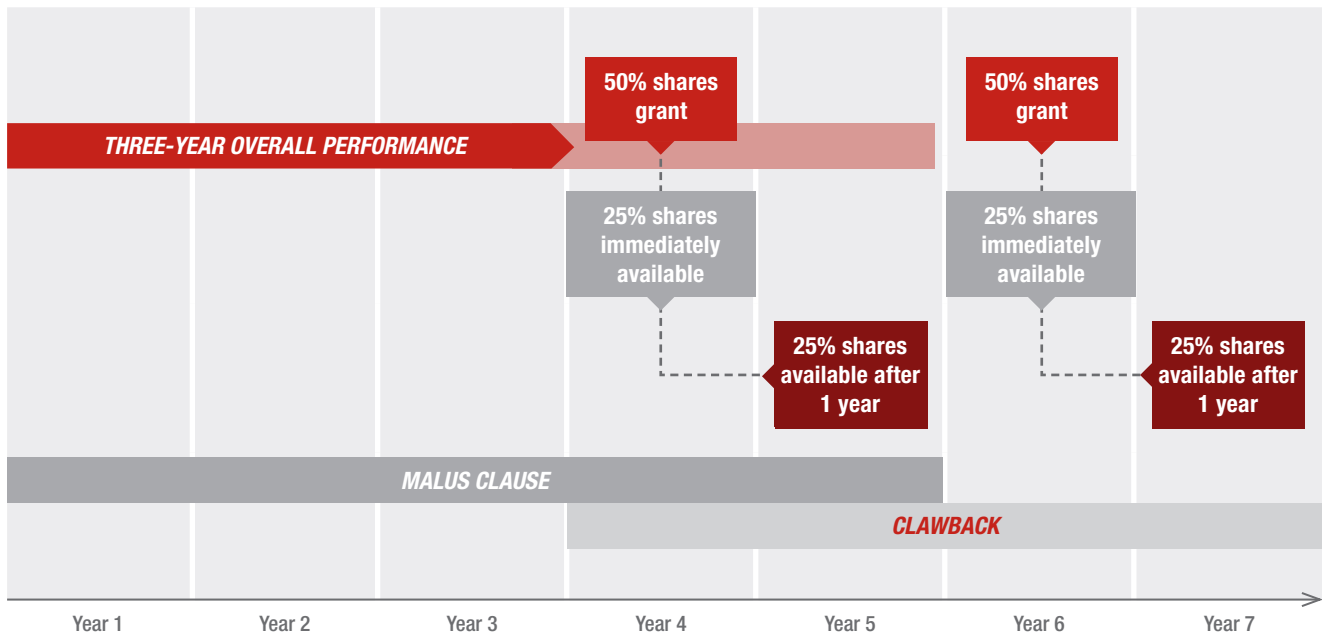 50% shares
grant
50% shares
grant
THREE-YEAR OVERALL PERFORMANCE
25% shares
immediately
available
25% shares
immediately
available
25% shares
available after
1 year
25% shares
available after
1 year
MALUS CLAUSE
CLAWBACK
Year 1
Year 2
Year 3
Year 4
Year 5
Year 6
Year 7